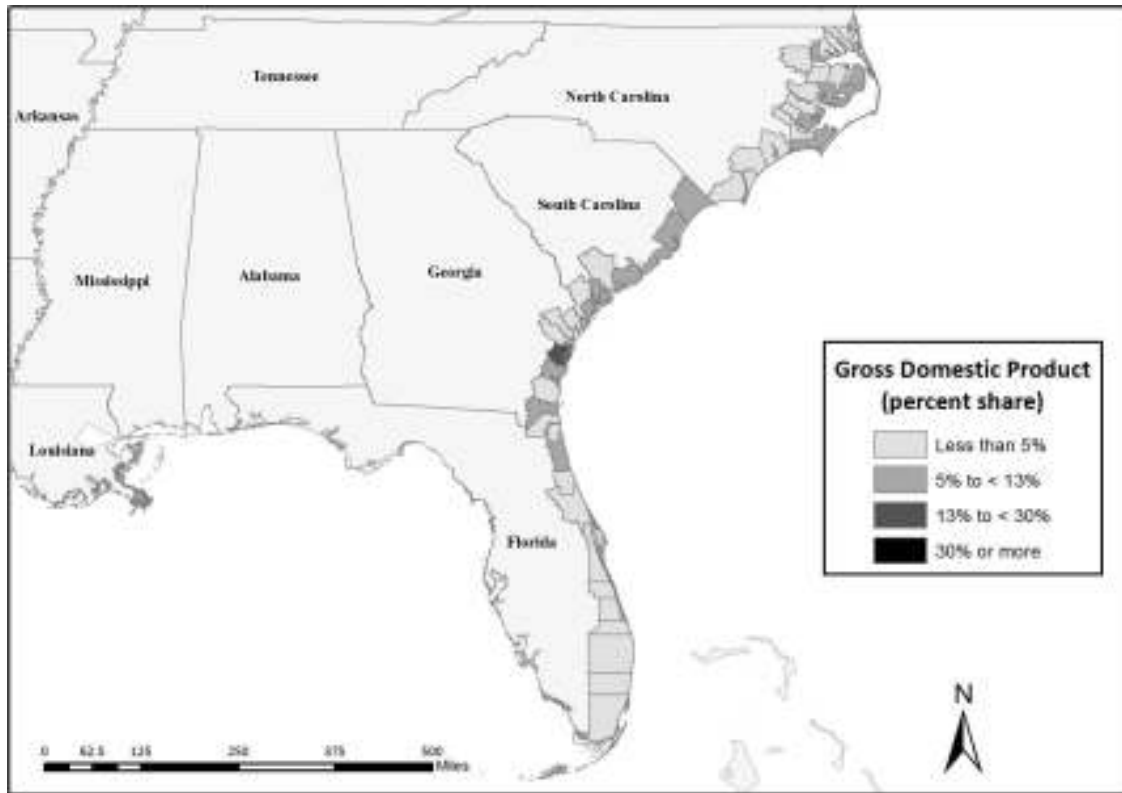 Tennessee
Arkansas
North Carolina
South Carolina
Mississippi
Alabama
Georgia
Louisiana
Florida
Gross Domestic Product
(percent share)
Less than 5%
5% to < 13%
13% to < 30%
30% or more
N
0 62.5 125 250 375 500
Miles